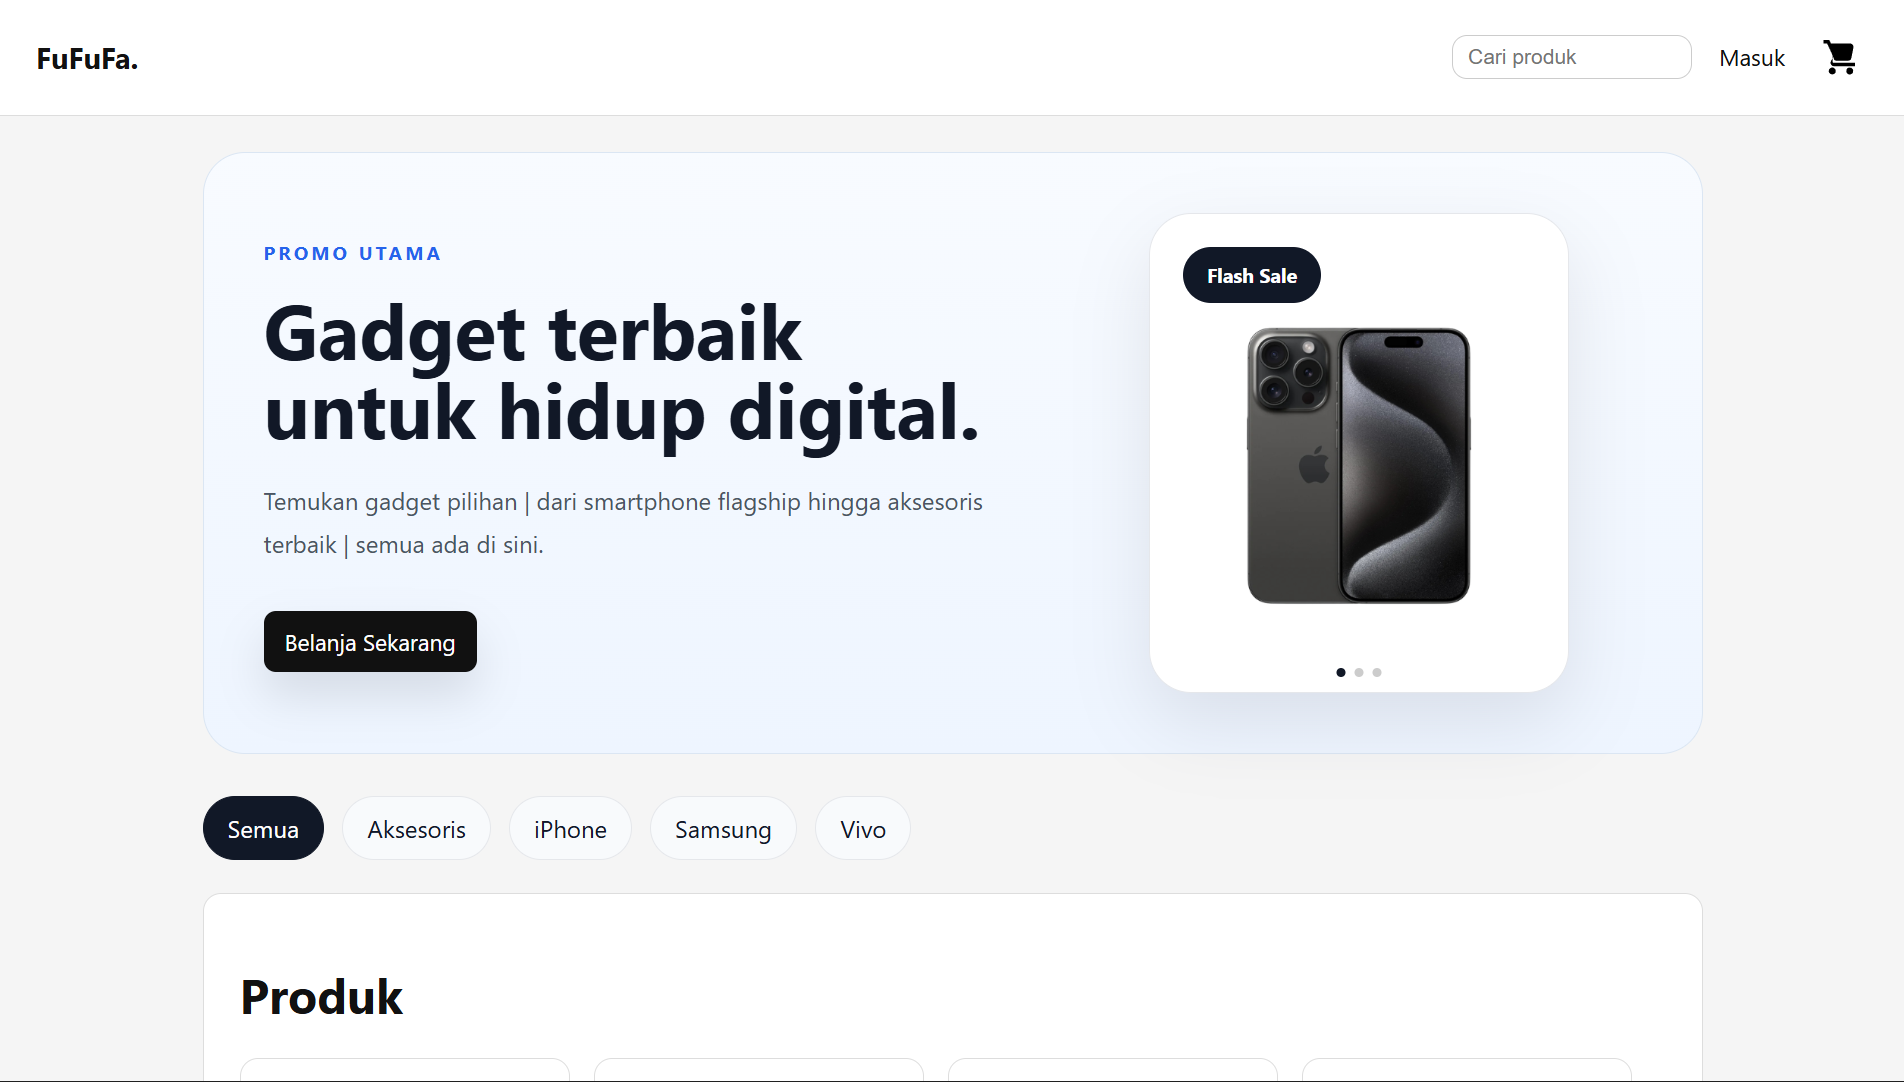 FuFuFa.
Cari produk
Masuk
PROMO UTAMA
Gadget terbaik
untuk hidup digital.
Temukan gadget pilihan | dari smartphone flagship hingga aksesoris
terbaik | semua ada di sini.
Belanja Sekarang
Flash Sale
Semua
Aksesoris
iPhone
Samsung
Vivo
Produk